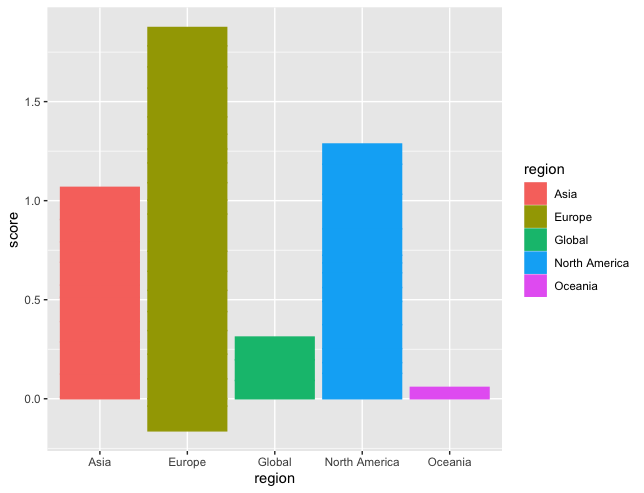 score
1.5
1.0
0.5
0.0
Asia
Europe
Global
North America
Oceania
region
region
Asia
Europe
Global
North America
Oceania